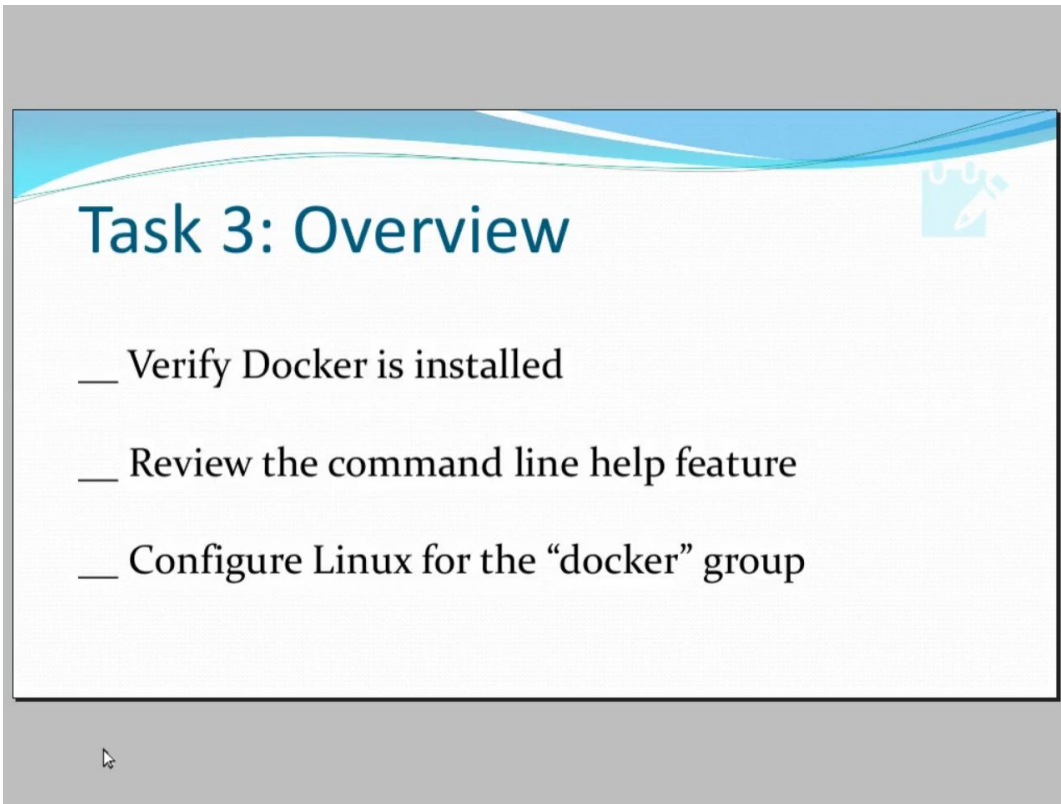 Task 3: Overview
__ Verify Docker is installed
__ Review the command line help feature
__ Configure Linux for the “docker” group